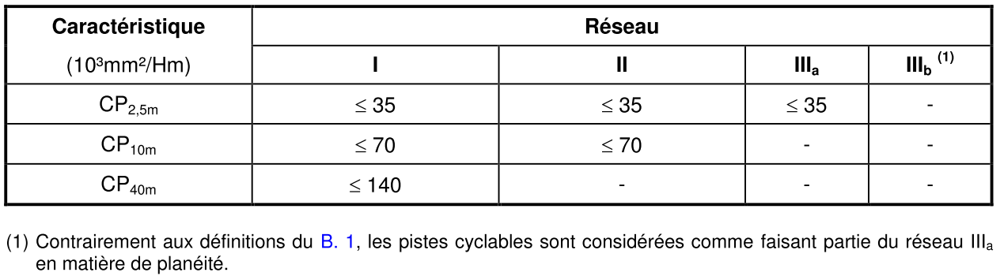 Caractéristique Réseau
(10³mm²/Hm) I II IIIa IIIb (1)
CP2,5m ≤ 35 ≤ 35 ≤ 35 -
CP10m ≤ 70 ≤ 70 - -
CP40m ≤ 140 - - -
(1) Contrairement aux définitions du B. 1, les pistes cyclables sont considérées comme faisant partie du réseau IIIa
en matière de planéité.